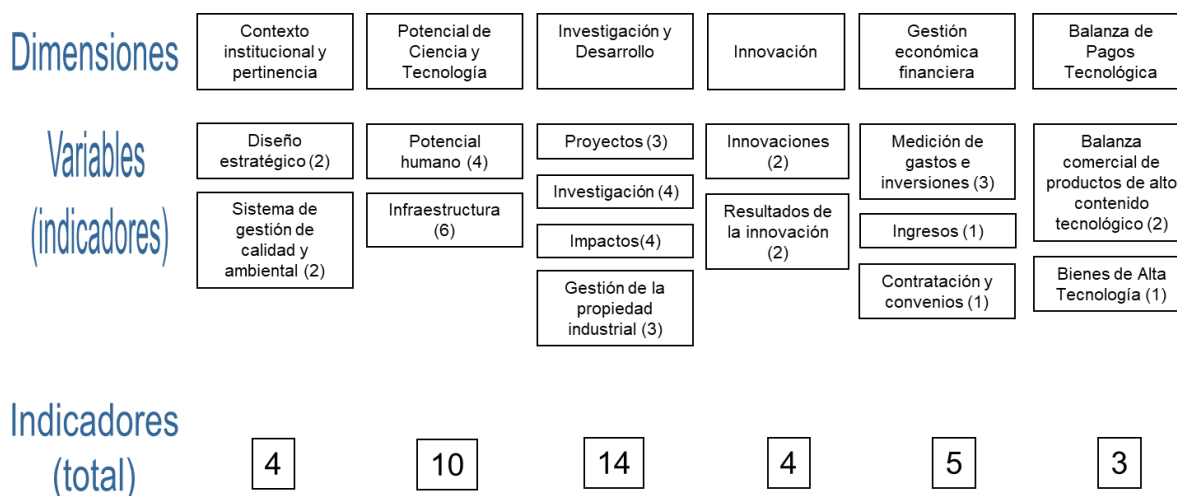 Dimensiones
Contexto
institucional y
pertinencia
Potencial de
Ciencia y
Tecnología
Investigación y
Desarrollo
Innovación
Gestión
económica
financiera
Balanza de
Pagos
Tecnológica
Variables
(indicadores)
Diseño
estratégico (2)
Sistema de
gestión de
calidad y
ambiental (2)
Potencial
humano (4)
Infraestructura
(6)
Proyectos (3)
Investigación (4)
Impactos(4)
Gestión de la
propiedad
industrial (3)
Innovaciones
(2)
Resultados de
la innovación
(2)
Medición de
gastos e
inversiones (3)
Ingresos (1)
Contratación y
convenios (1)
Balanza
comercial de
productos de alto
contenido
tecnológico (2)
Bienes de Alta
Tecnología (1)
Indicadores
(total)
4
10
14
4
5
3